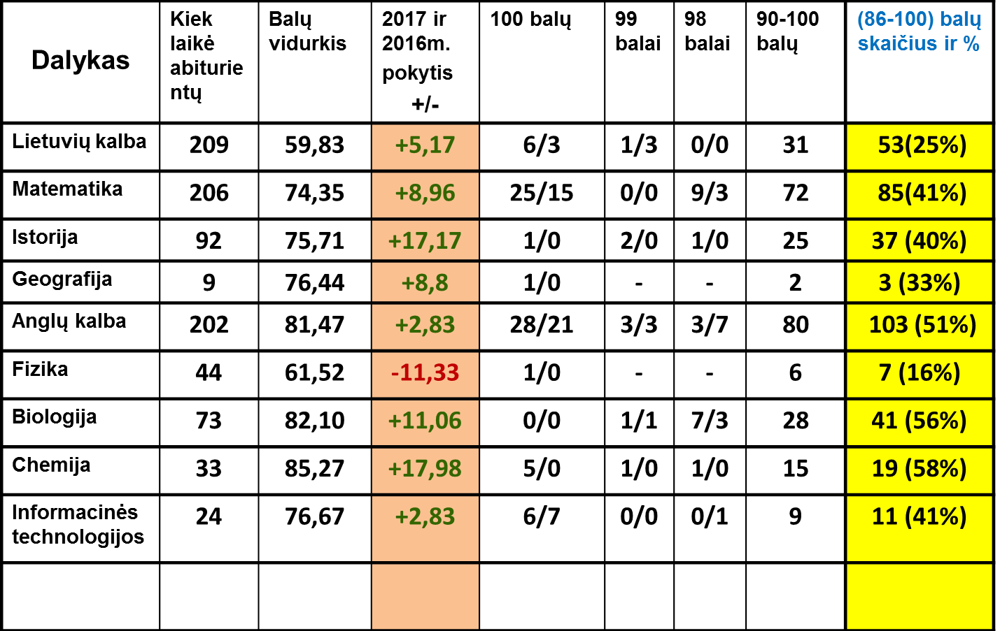 Dalykas
Kiek
laikė
abiturie
ntų
Balų
vidurkis
2017 ir
2016m.
pokytis
+/-
100 balų
99
balai
98
balai
90-100
balų
(86-100) balų
skaičius ir %
Lietuvių kalba 209 59,83 +5,17 6/3 1/3 0/0 31 53(25%)
Matematika 206 74,35 +8,96 25/15 0/0 9/3 72 85(41%)
Istorija 92 75,71 +17,17 1/0 2/0 1/0 25 37 (40%)
Geografija 9 76,44 +8,8 1/0 - - 2 3 (33%)
Anglų kalba 202 81,47 +2,83 28/21 3/3 3/7 80 103 (51%)
Fizika 44 61,52 -11,33 1/0 - - 6 7 (16%)
Biologija 73 82,10 +11,06 0/0 1/1 7/3 28 41 (56%)
Chemija 33 85,27 +17,98 5/0 1/0 1/0 15 19 (58%)
Informacinės
technologijos 24 76,67 +2,83 6/7 0/0 0/1 9 11 (41%)